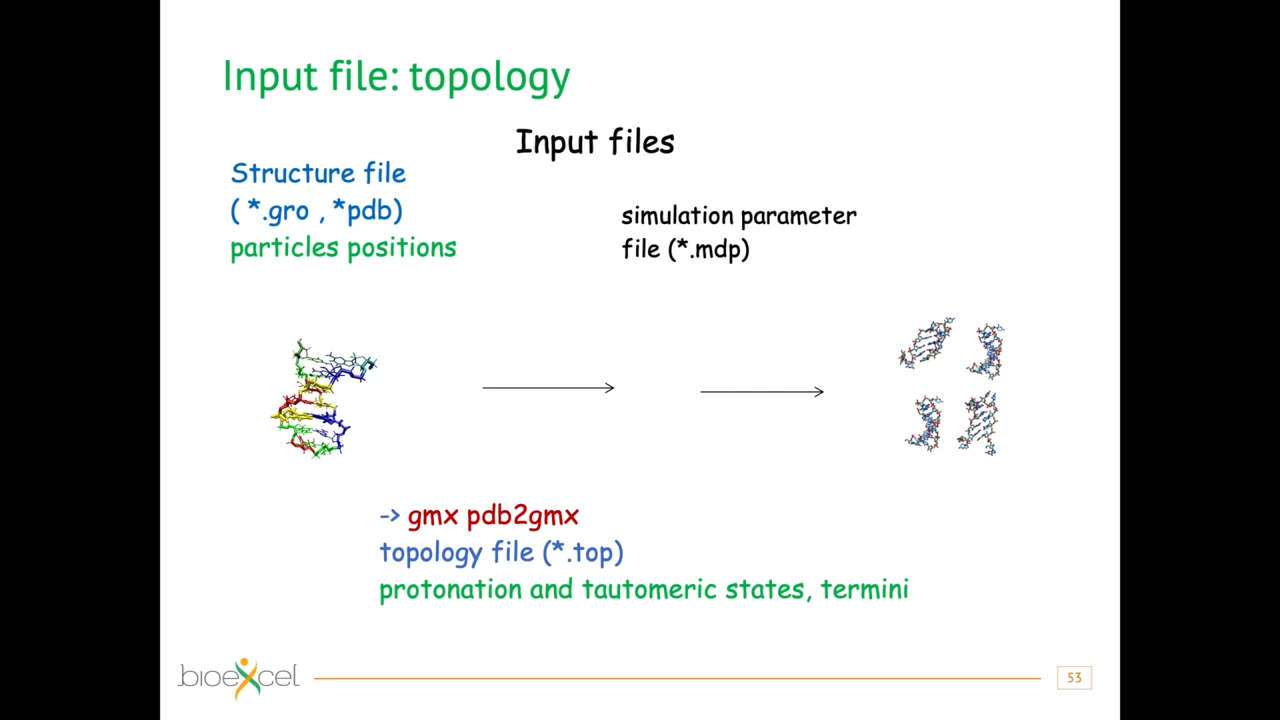 Input file: topology
Input files
Structure file
( *.gro , *pdb)
particles positions
simulation parameter
file (*.mdp)
-> gmx pdb2gmx
topology file (*.top)
protonation and tautomeric states, termini
bioexcel
53